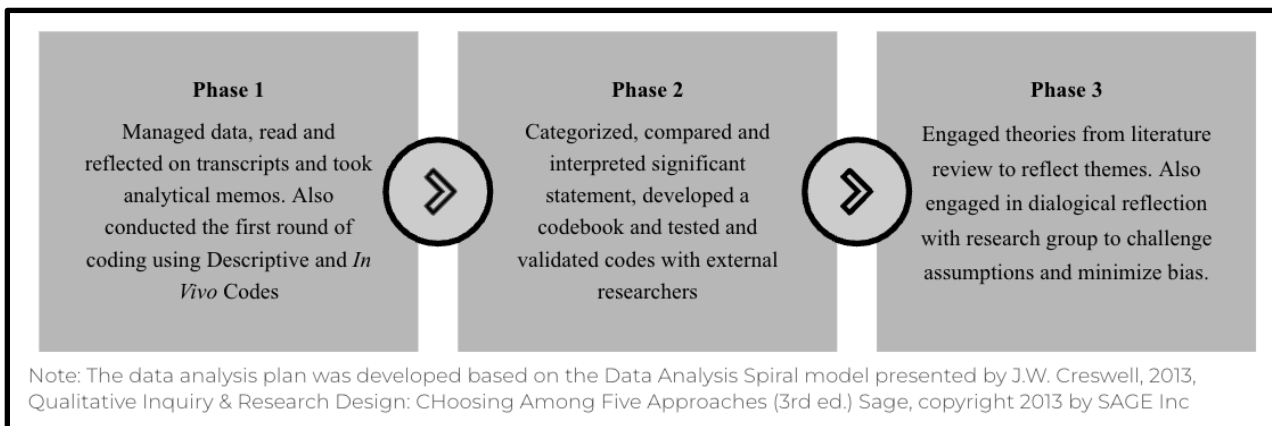 Phase 1
Managed data, read and
reflected on transcripts and took
analytical memos. Also
conducted the first round of
coding using Descriptive and In
Vivo Codes
Phase 2
Categorized, compared and
interpreted significant
statement, developed a
codebook and tested and
validated codes with external
researchers
Phase 3
Engaged theories from literature
review to reflect themes. Also
engaged in dialogical reflection
with research group to challenge
assumptions and minimize bias.
Note: The data analysis plan was developed based on the Data Analysis Spiral model presented by J.W. Creswell, 2013,
Qualitative Inquiry & Research Design: CHoosing Among Five Approaches (3rd ed.) Sage, copyright 2013 by SAGE Inc